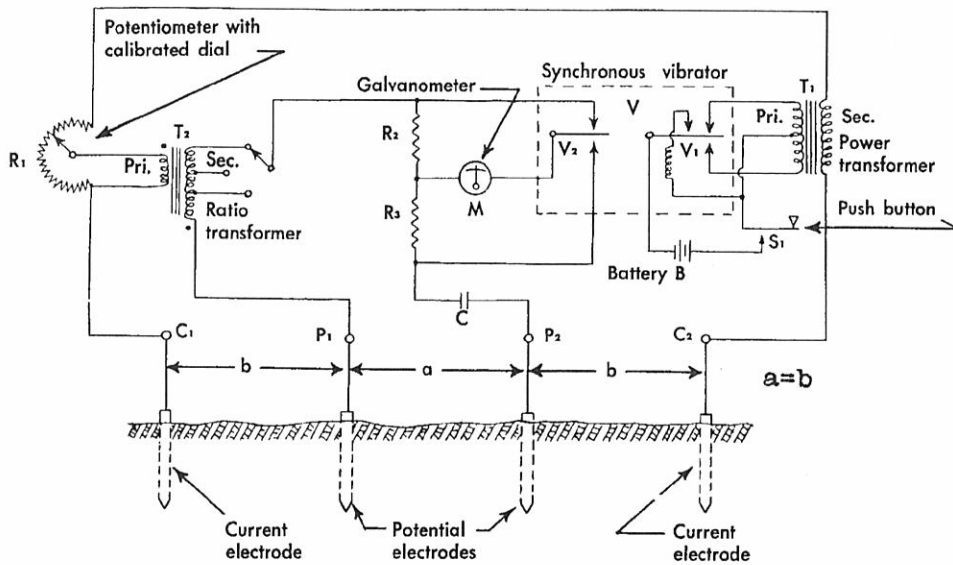 Potentiometer with
calibrated dial
Galvanometer
Synchronous vibrator
V
T1
Pri.
Sec.
Power
transformer
R1
T2
Pri.
Sec.
Ratio
transformer
R2
R3
M
V2
V1
Push button
S1
Battery B
C
C1
P1
P2
C2
b
a
b
a=b
Current
electrode
Potential
electrodes
Current
electrode